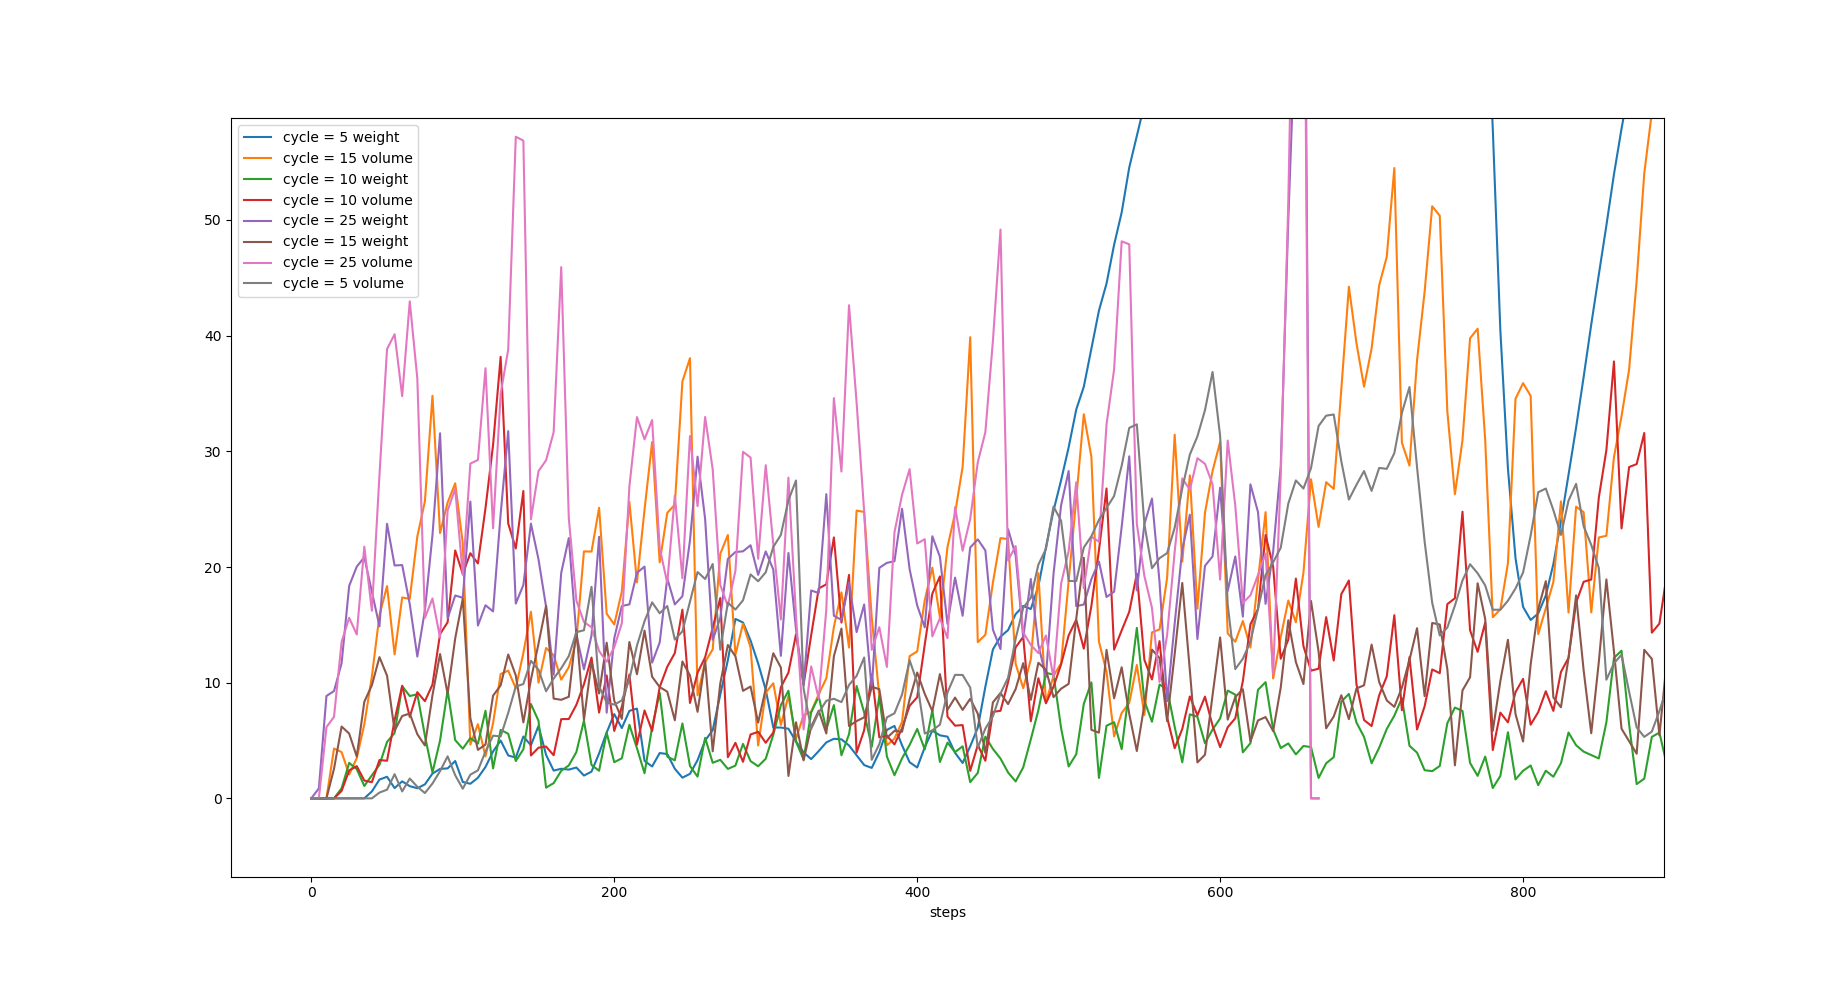 cycle = 5 weight
cycle = 15 volume
cycle = 10 weight
cycle = 10 volume
cycle = 25 weight
cycle = 15 weight
cycle = 25 volume
cycle = 5 volume
50
40
30
20
10
0
0 200 400 600 800
steps